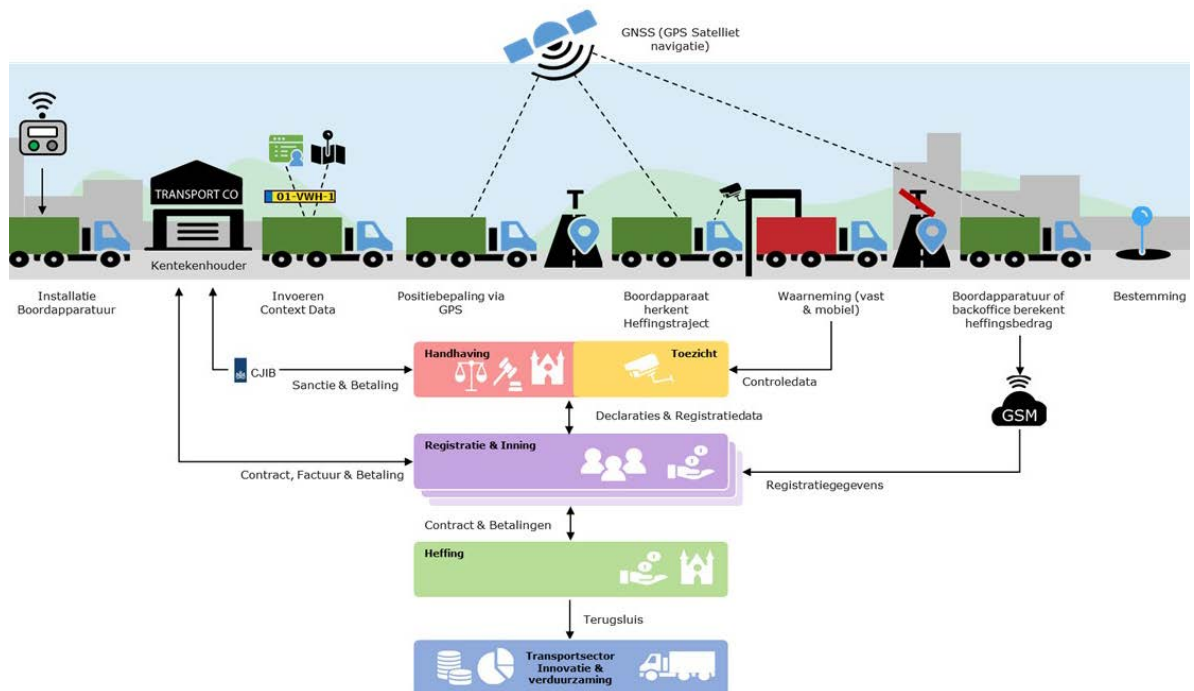 GNSS (GPS Satelliet
navigatie)
TRANSPORT CO
01-VWH-1
Kentekenhouder
Installatie
Boordapparatuur
Invoeren
Context Data
Positiebepaling via
GPS
Boordapparaat
herkent
Heffingstraject
Waarneming (vast
& mobiel)
Boordapparatuur of
backoffice berekent
heffingsbedrag
Bestemming
Handhaving
Toezicht
CJIB
Sanctie & Betaling
Controledata
GSM
Declaraties & Registratiedata
Registratie & Inning
Contract, Factuur & Betaling
Registratiegegevens
Contract & Betalingen
Heffing
Terugsluis
Transportsector
Innovatie &
verduurzaming